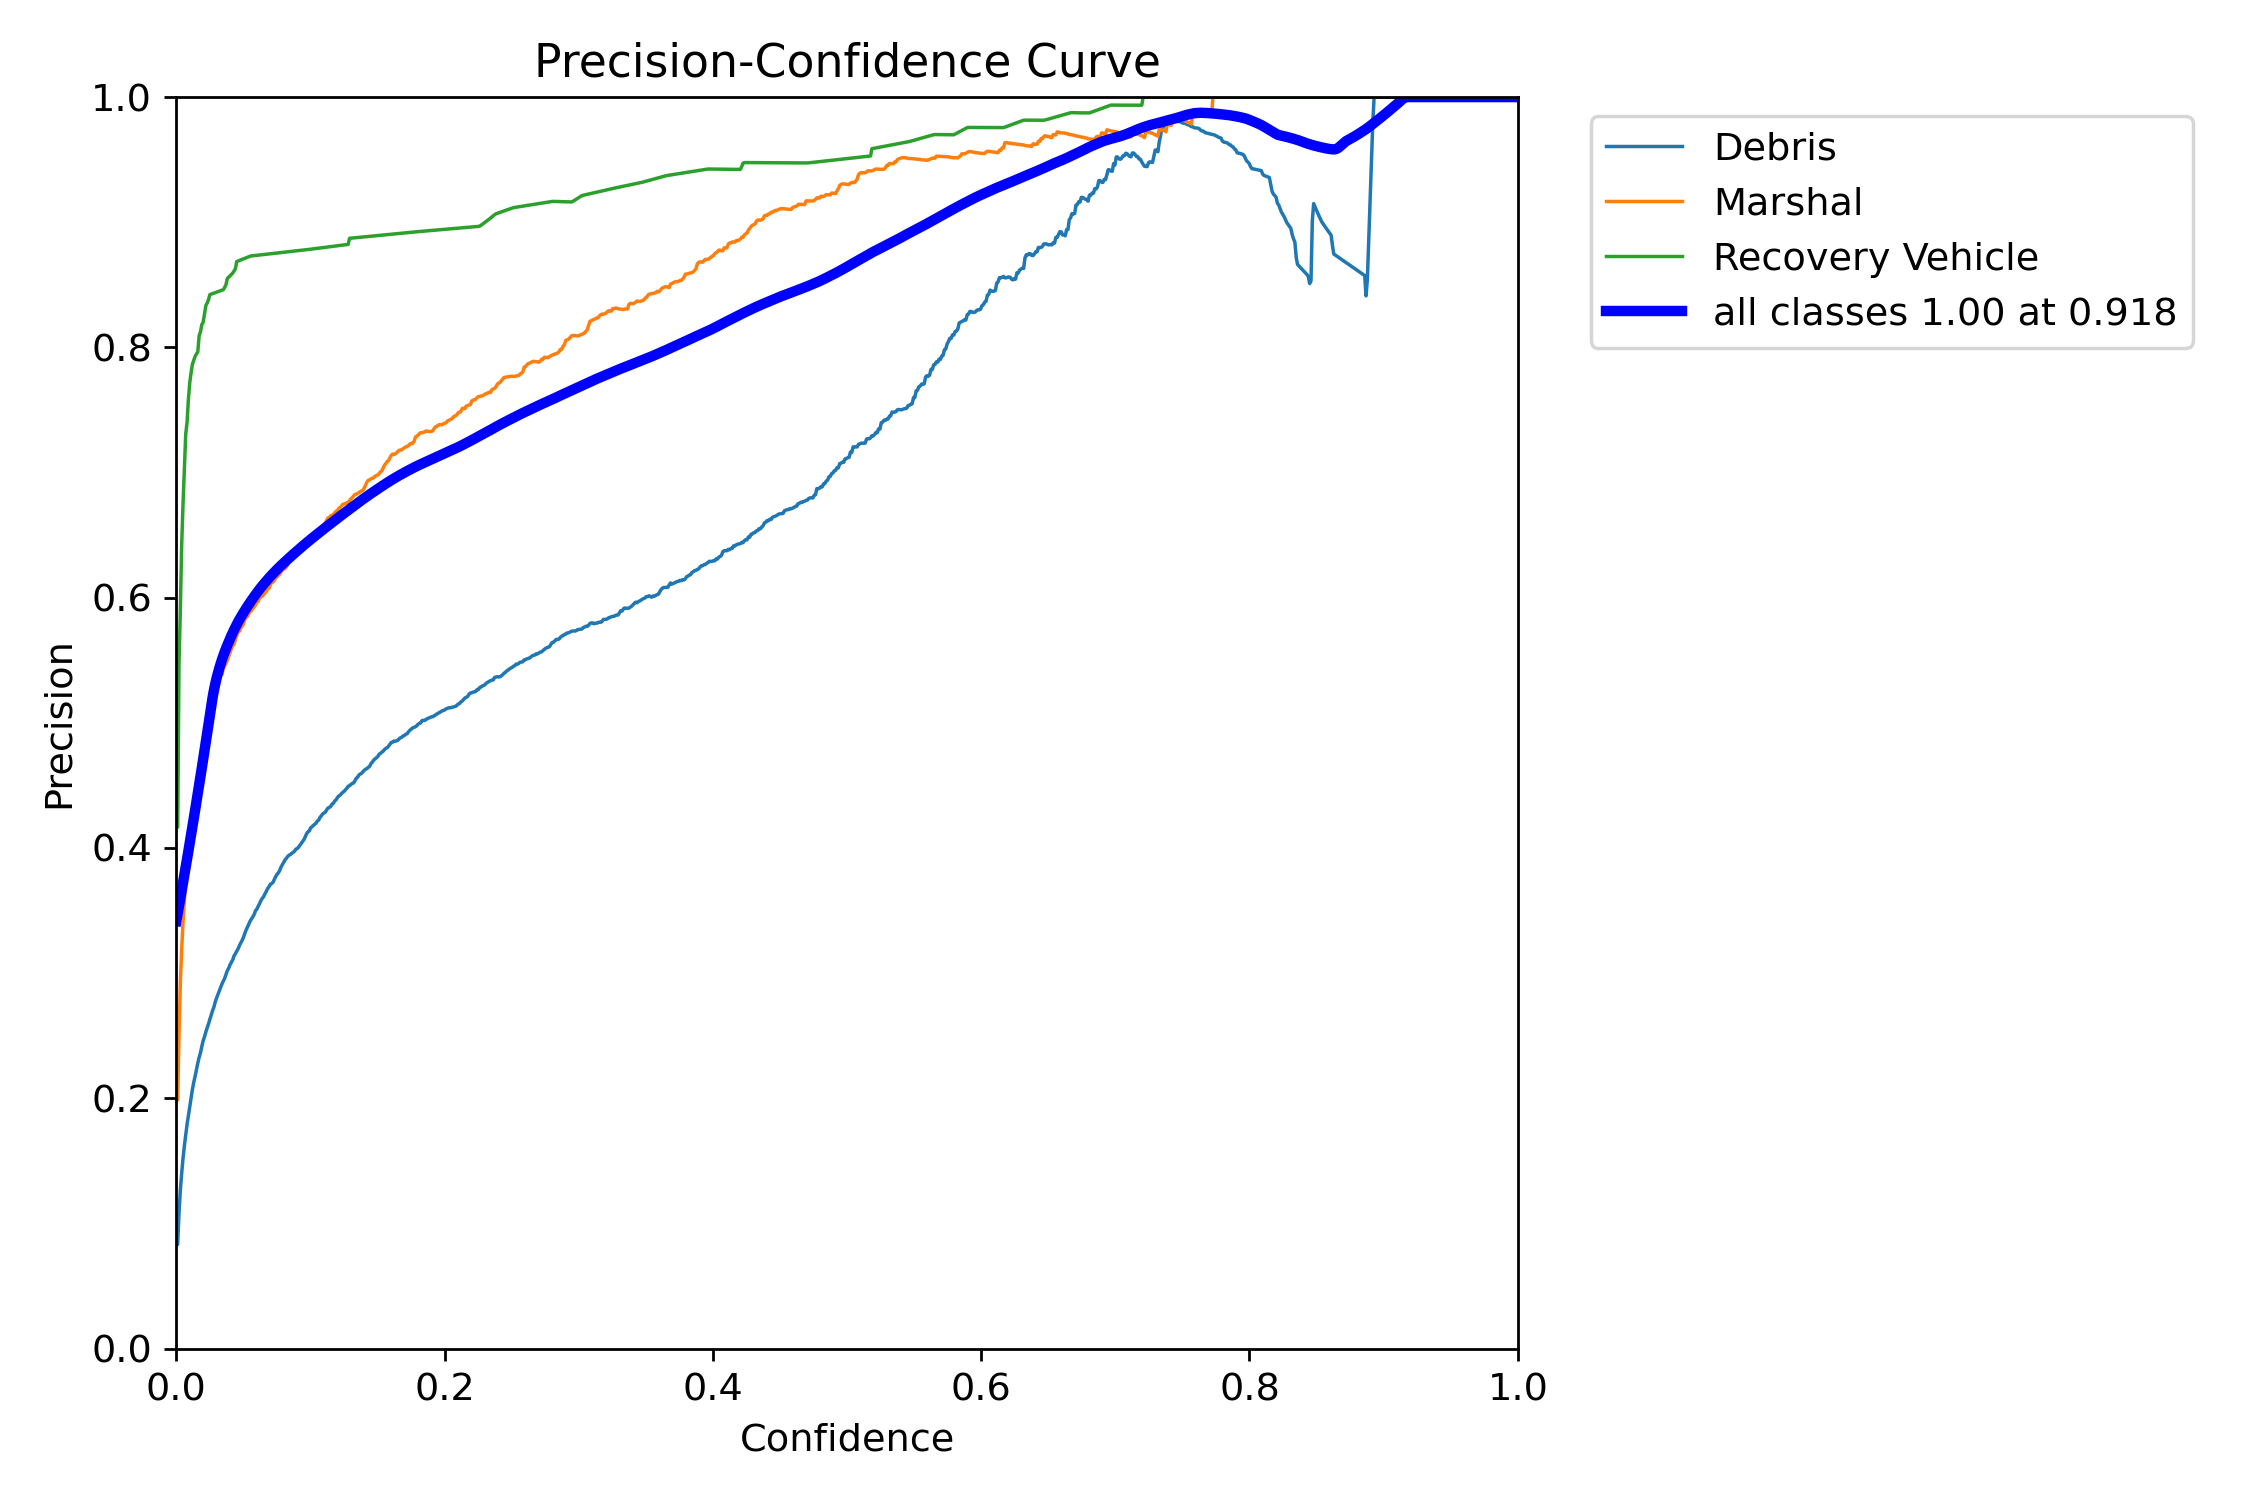 Precision-Confidence Curve
1.0
0.8
0.6
0.4
0.2
0.0
Precision
0.0 0.2 0.4 0.6 0.8 1.0
Confidence
Debris
Marshal
Recovery Vehicle
all classes 1.00 at 0.918